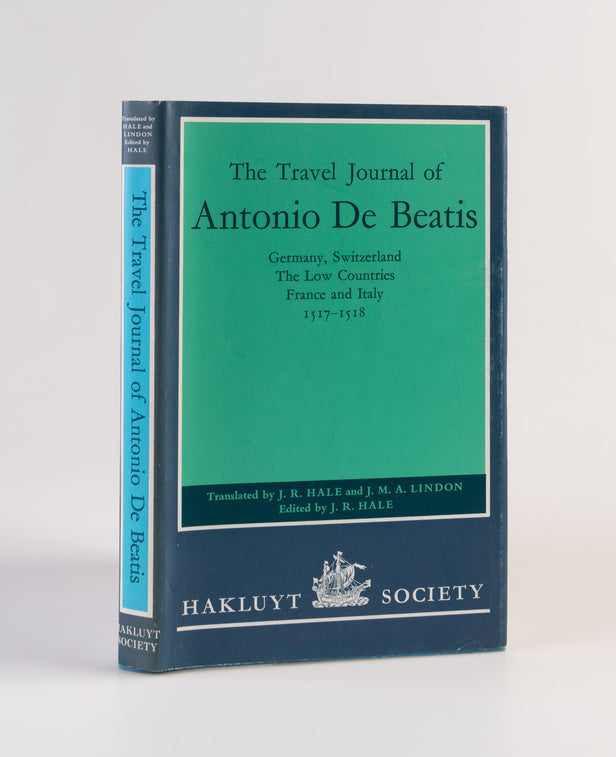 The Travel Journal of
Antonio De Beatis
Germany, Switzerland
The Low Countries
France and Italy
1517–1518
Translated by J. R. HALE and J. M. A. LINDON
Edited by J. R. HALE
HAKLUYT SOCIETY
Translated by
HALE and
LINDON
Edited by
HALE
The Travel Journal of Antonio De Beatis
HAKLUYT
SOCIETY